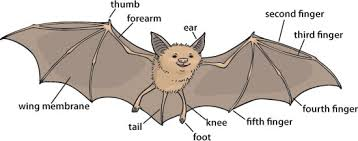 thumb
forearm
ear
second finger
third finger
wing membrane
tail
knee
foot
fifth finger
fourth finger